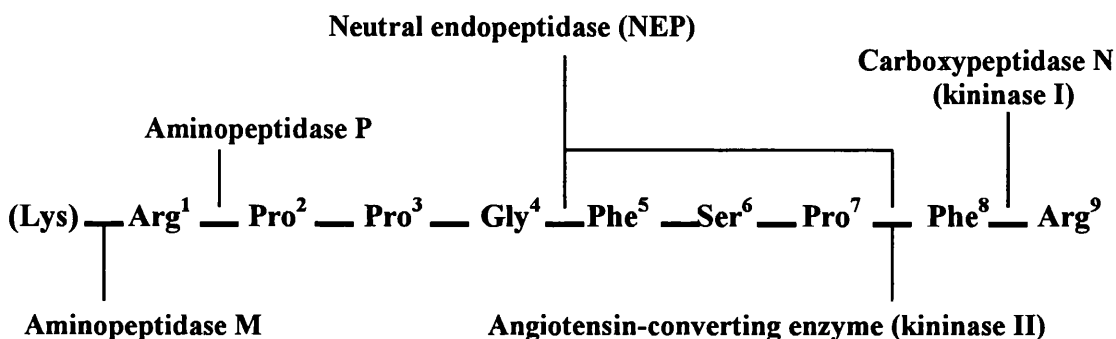 Neutral endopeptidase (NEP)
Carboxypeptidase N
(kininase I)
Aminopeptidase P
(Lys) Arg¹ Pro² Pro³ Gly⁴ Phe⁵ Ser⁶ Pro⁷ Phe⁸ Arg⁹
Aminopeptidase M
Angiotensin-converting enzyme (kininase II)